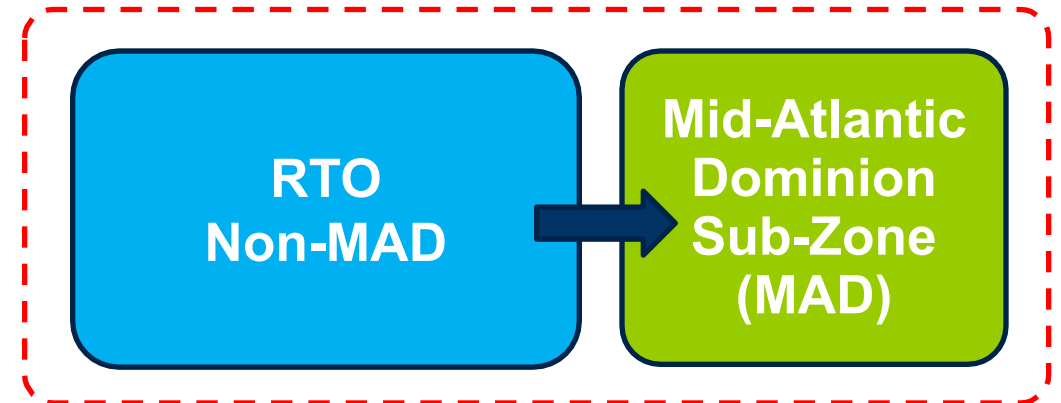 RTO
Non-MAD
Mid-Atlantic
Dominion
Sub-Zone
(MAD)